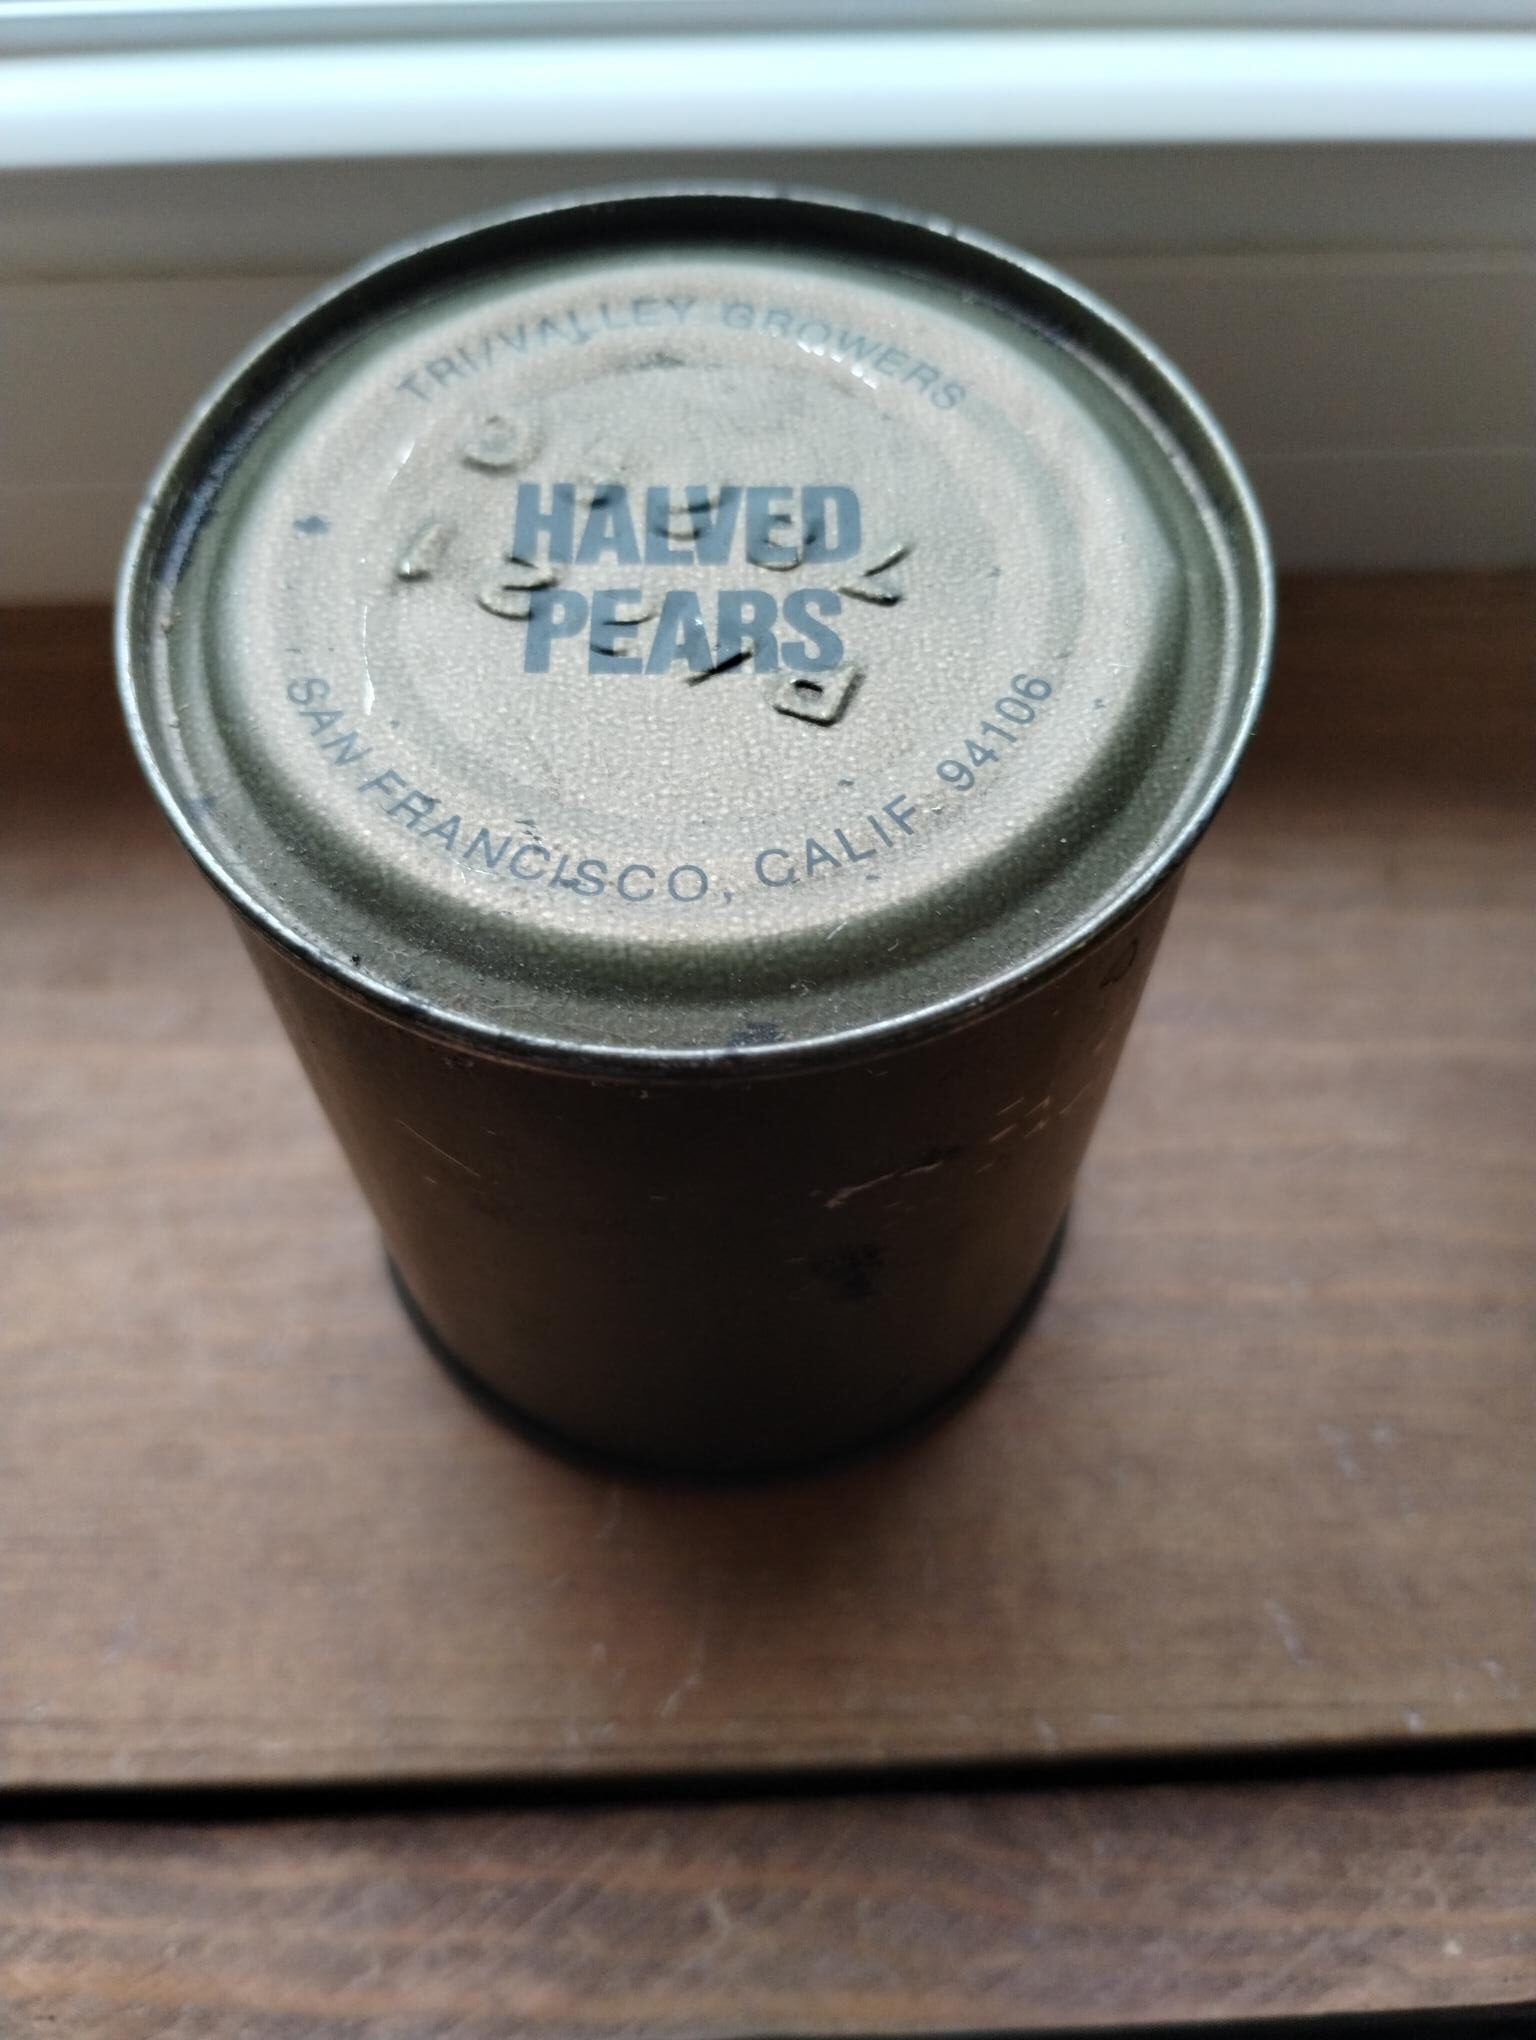 TRI/VALLEY GROWERS
HALVED
PEARS
SAN FRANCISCO, CALIF. 94106